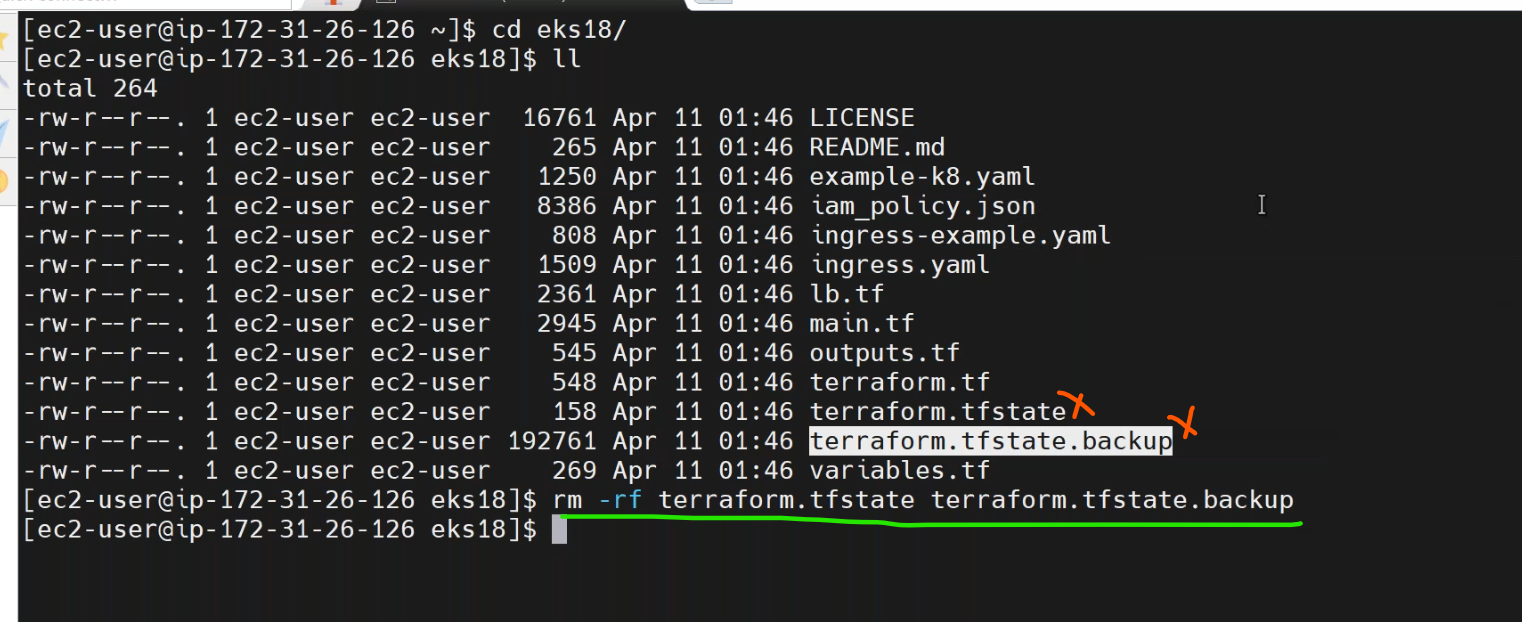 [ec2-user@ip-172-31-26-126 ~]$ cd eks18/
[ec2-user@ip-172-31-26-126 eks18]$ ll
total 264
-rw-r--r--. 1 ec2-user ec2-user  16761 Apr 11 01:46 LICENSE
-rw-r--r--. 1 ec2-user ec2-user    265 Apr 11 01:46 README.md
-rw-r--r--. 1 ec2-user ec2-user   1250 Apr 11 01:46 example-k8.yaml
-rw-r--r--. 1 ec2-user ec2-user   8386 Apr 11 01:46 iam_policy.json
-rw-r--r--. 1 ec2-user ec2-user    808 Apr 11 01:46 ingress-example.yaml
-rw-r--r--. 1 ec2-user ec2-user   1509 Apr 11 01:46 ingress.yaml
-rw-r--r--. 1 ec2-user ec2-user   2361 Apr 11 01:46 lb.tf
-rw-r--r--. 1 ec2-user ec2-user   2945 Apr 11 01:46 main.tf
-rw-r--r--. 1 ec2-user ec2-user    545 Apr 11 01:46 outputs.tf
-rw-r--r--. 1 ec2-user ec2-user    548 Apr 11 01:46 terraform.tf
-rw-r--r--. 1 ec2-user ec2-user    158 Apr 11 01:46 terraform.tfstate
-rw-r--r--. 1 ec2-user ec2-user 192761 Apr 11 01:46 terraform.tfstate.backup
-rw-r--r--. 1 ec2-user ec2-user    269 Apr 11 01:46 variables.tf
[ec2-user@ip-172-31-26-126 eks18]$ rm -rf terraform.tfstate terraform.tfstate.backup
[ec2-user@ip-172-31-26-126 eks18]$